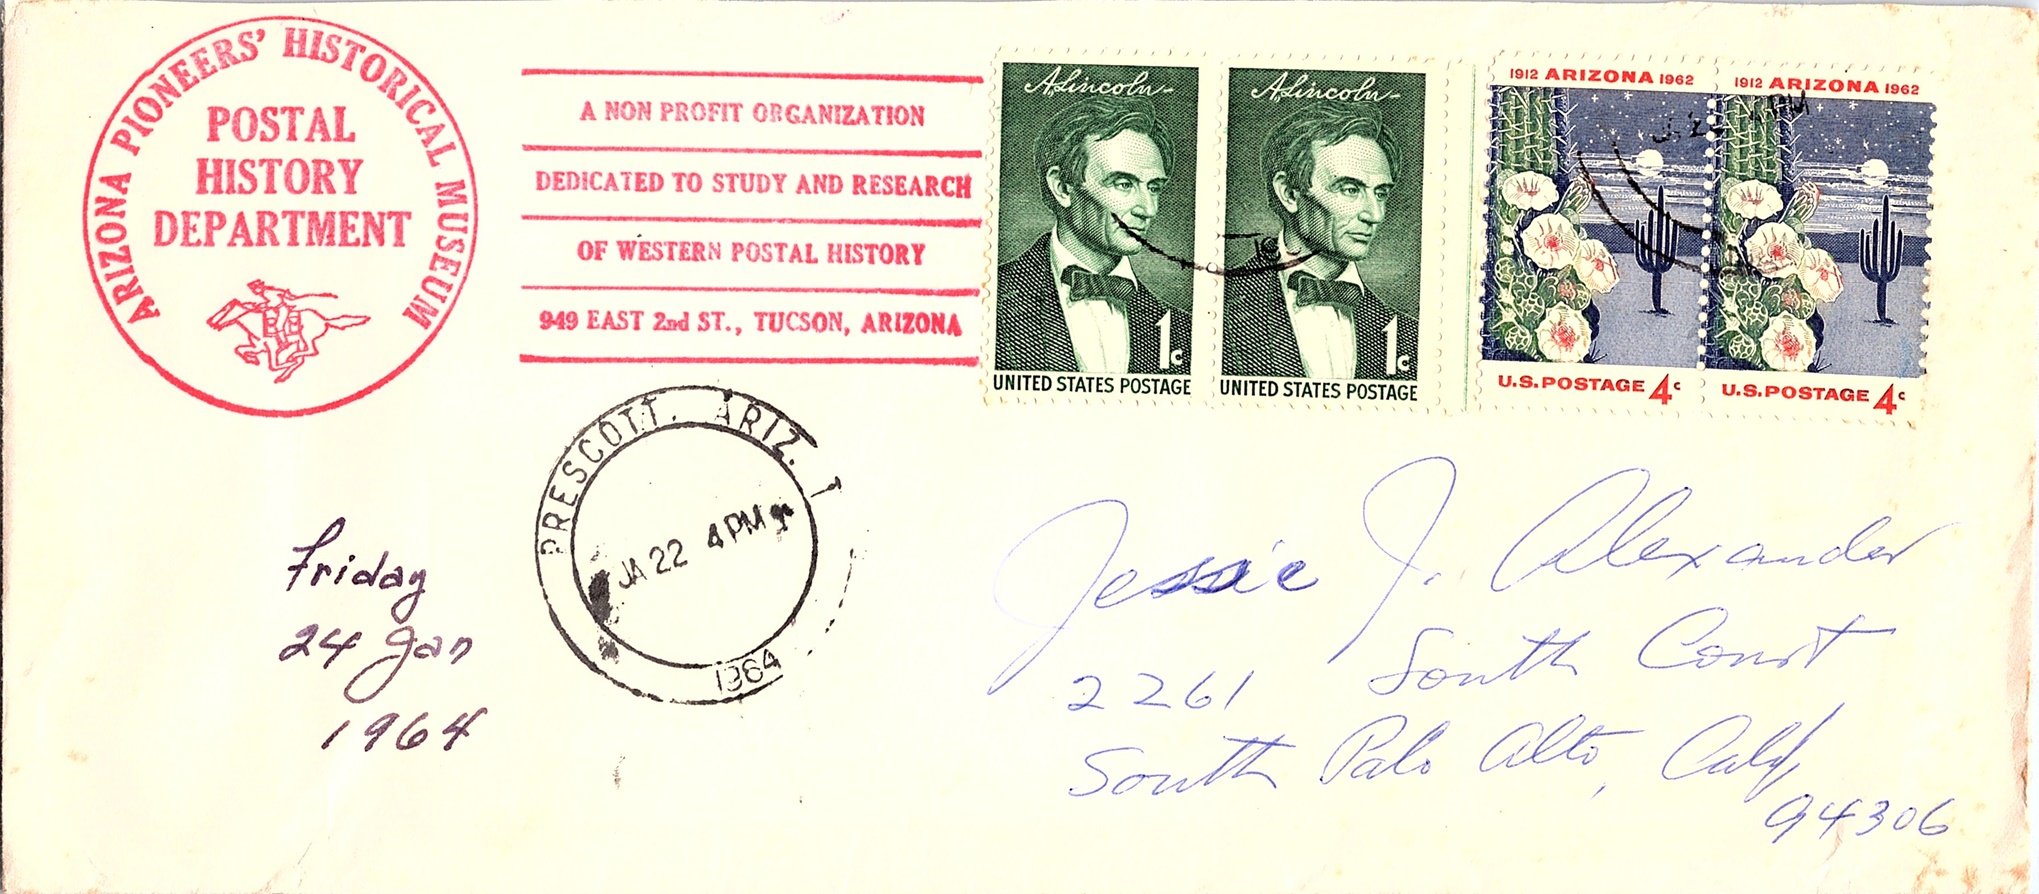 ARIZONA PIONEERS' HISTORICAL MUSEUM
POSTAL
HISTORY
DEPARTMENT
A NON PROFIT ORGANIZATION
DEDICATED TO STUDY AND RESEARCH
OF WESTERN POSTAL HISTORY
949 EAST 2nd ST., TUCSON, ARIZONA
A. Lincoln
1c
UNITED STATES POSTAGE
A. Lincoln
1c
UNITED STATES POSTAGE
1912 ARIZONA 1962
U.S. POSTAGE 4c
1912 ARIZONA 1962
U.S. POSTAGE 4c
PM
PRESCOTT, ARIZ.
JA 22 4 PM
1964
Friday
24 Jan
1964
Jessie J. Alexander
2261 South Court
South Palo Alto, Calif,
94306